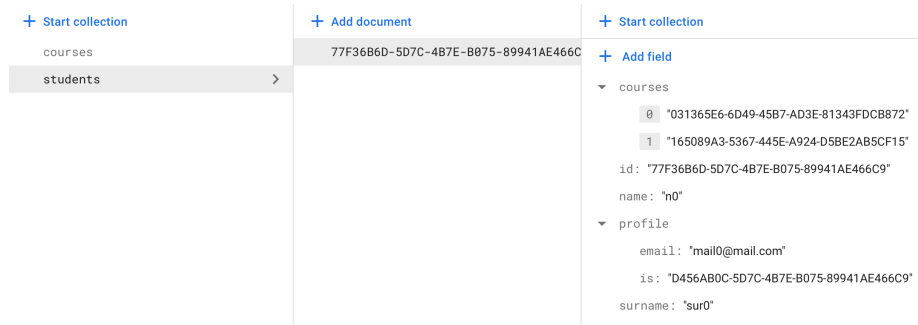 + Start collection
courses
students
+ Add document
77F36B6D-5D7C-4B7E-B075-89941AE466C
+ Start collection
+ Add field
courses
0 "031365E6-6D49-45B7-AD3E-81343FDCB872"
1 "165089A3-5367-445E-A924-D5BE2AB5CF15"
id: "77F36B6D-5D7C-4B7E-B075-89941AE466C9"
name: "n0"
profile
email: "mail0@mail.com"
is: "D456AB0C-5D7C-4B7E-B075-89941AE466C9"
surname: "sur0"